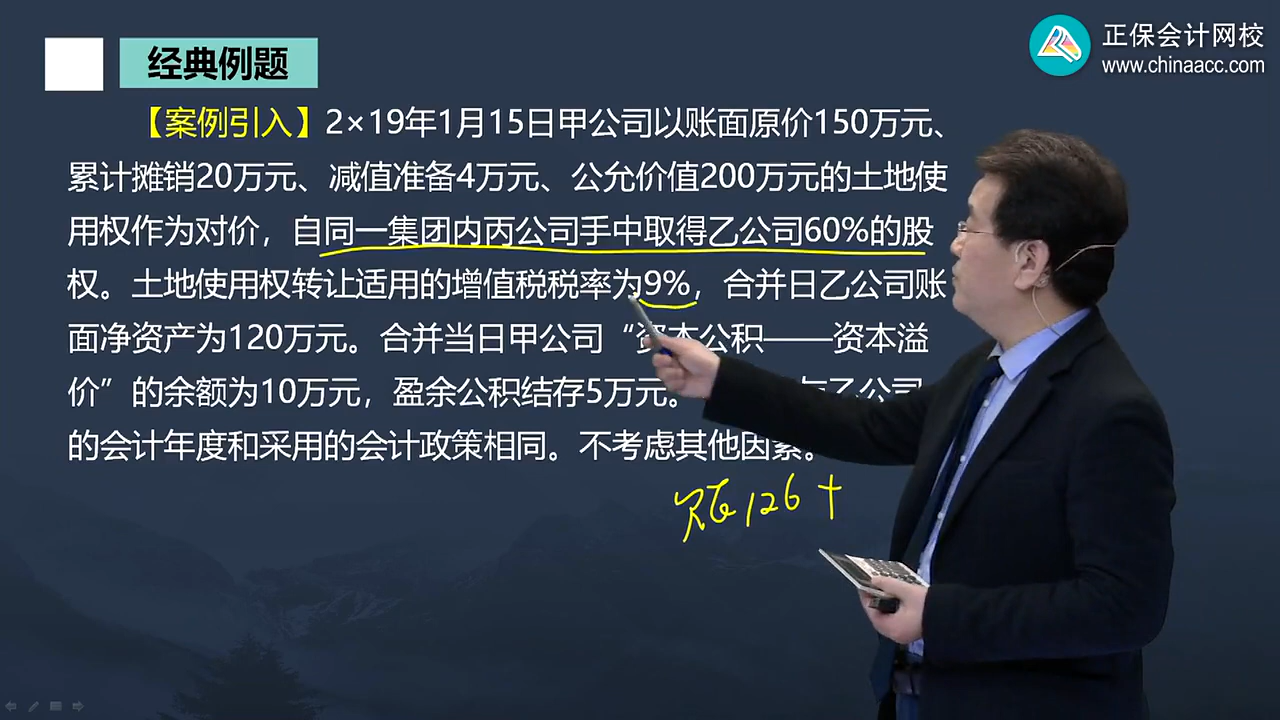 正保会计网校
www.chinaacc.com
经典例题
【案例引入】2×19年1月15日甲公司以账面原价150万元、
累计摊销20万元、减值准备4万元、公允价值200万元的土地使
用权作为对价，自同一集团内丙公司手中取得乙公司60%的股
权。土地使用权转让适用的增值税税率为9%，合并日乙公司账
面净资产为120万元。合并当日甲公司“资本公积——资本溢
价”的余额为10万元，盈余公积结存5万元。与乙公司
的会计年度和采用的会计政策相同。不考虑其他因素。
126 +